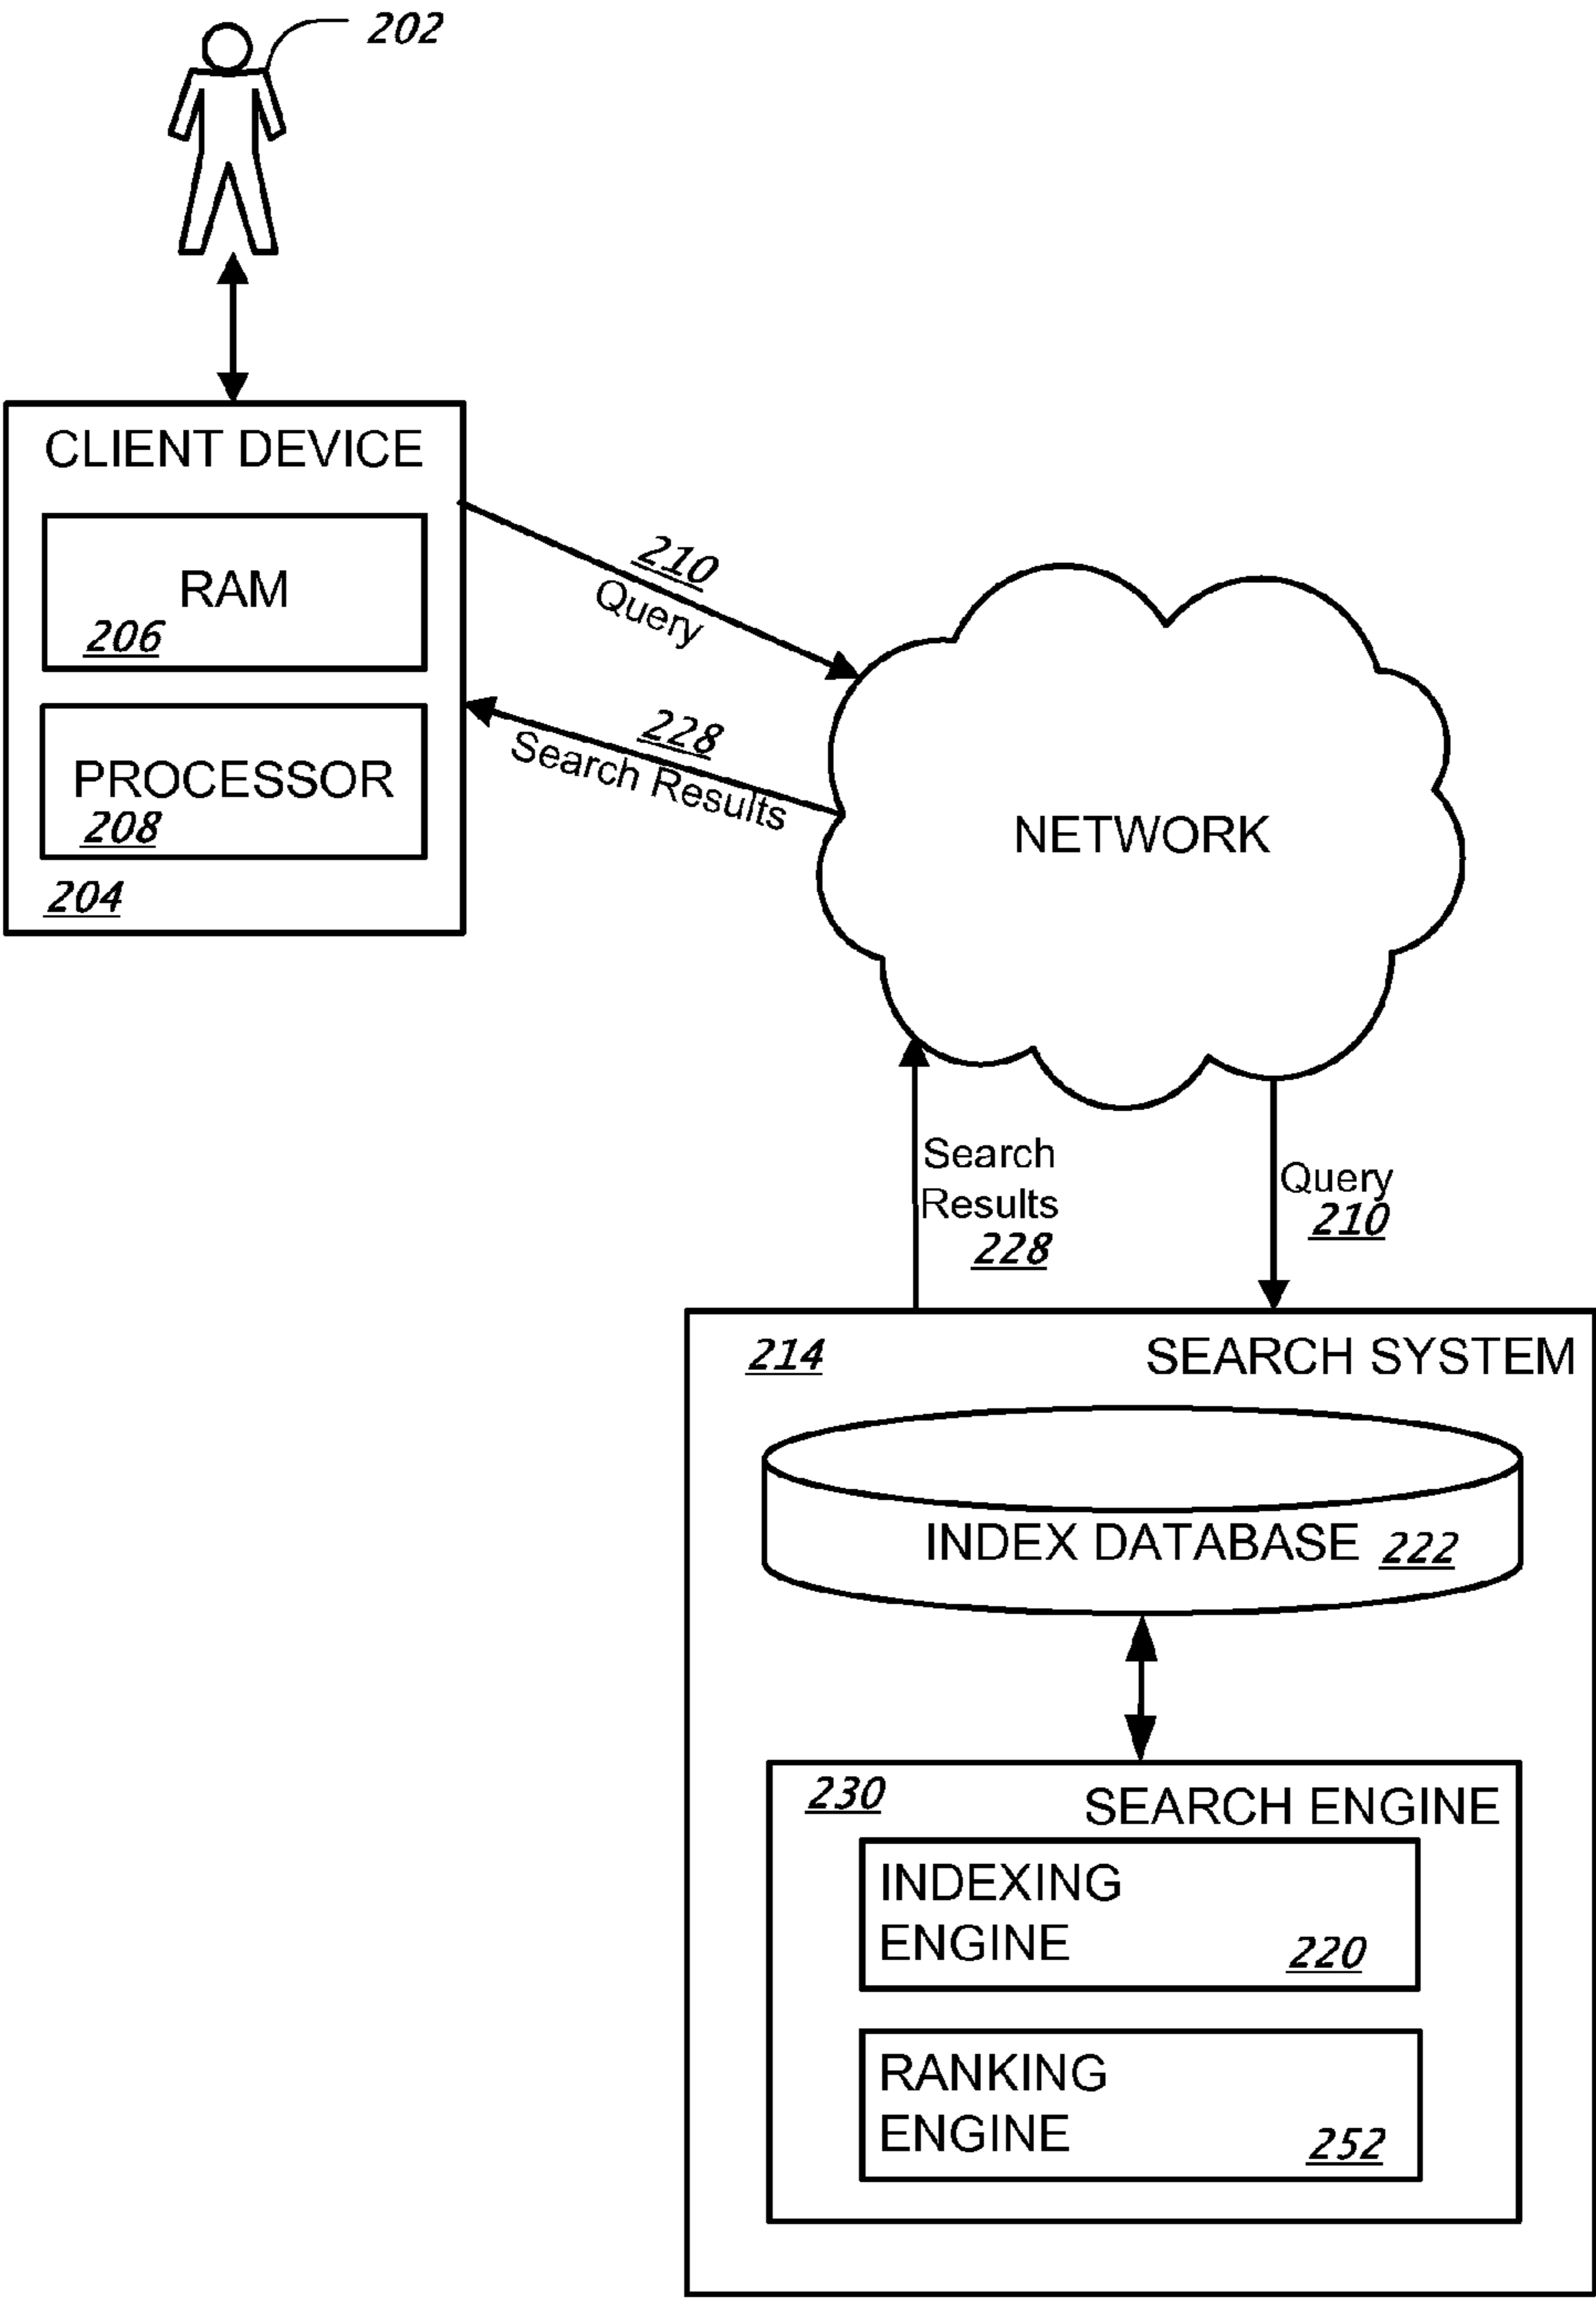 202
CLIENT DEVICE
RAM
206
PROCESSOR
208
204
210
Query
228
Search Results
NETWORK
Search
Results
228
Query
210
214
SEARCH SYSTEM
INDEX DATABASE 222
230
SEARCH ENGINE
INDEXING
ENGINE 220
RANKING
ENGINE 252